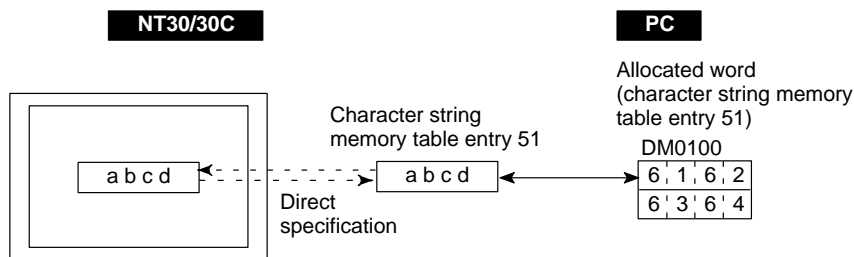 NT30/30C
PC
Allocated word
(character string memory
table entry 51)
Character string
memory table entry 51
DM0100
a b c d
a b c d
6 1 6 2
6 3 6 4
Direct
specification